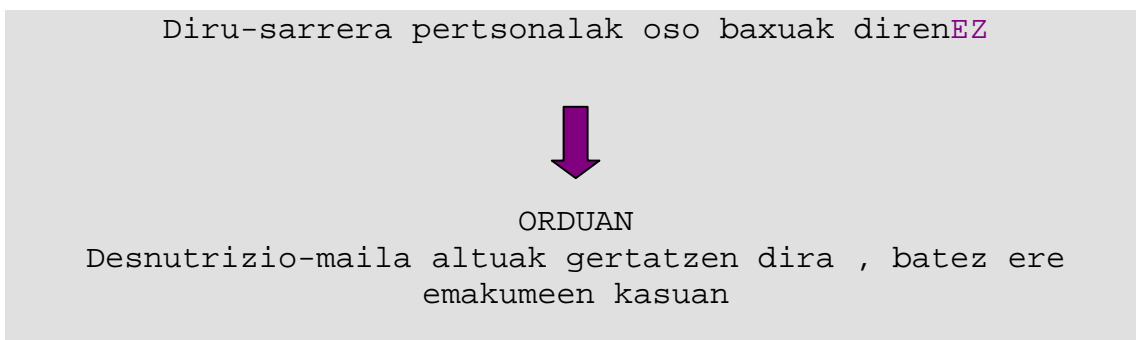 Diru-sarrera pertsonalak oso baxuak direnEZ
ORDUAN
Desnutrizio-maila altuak gertatzen dira , batez ere
emakumeen kasuan